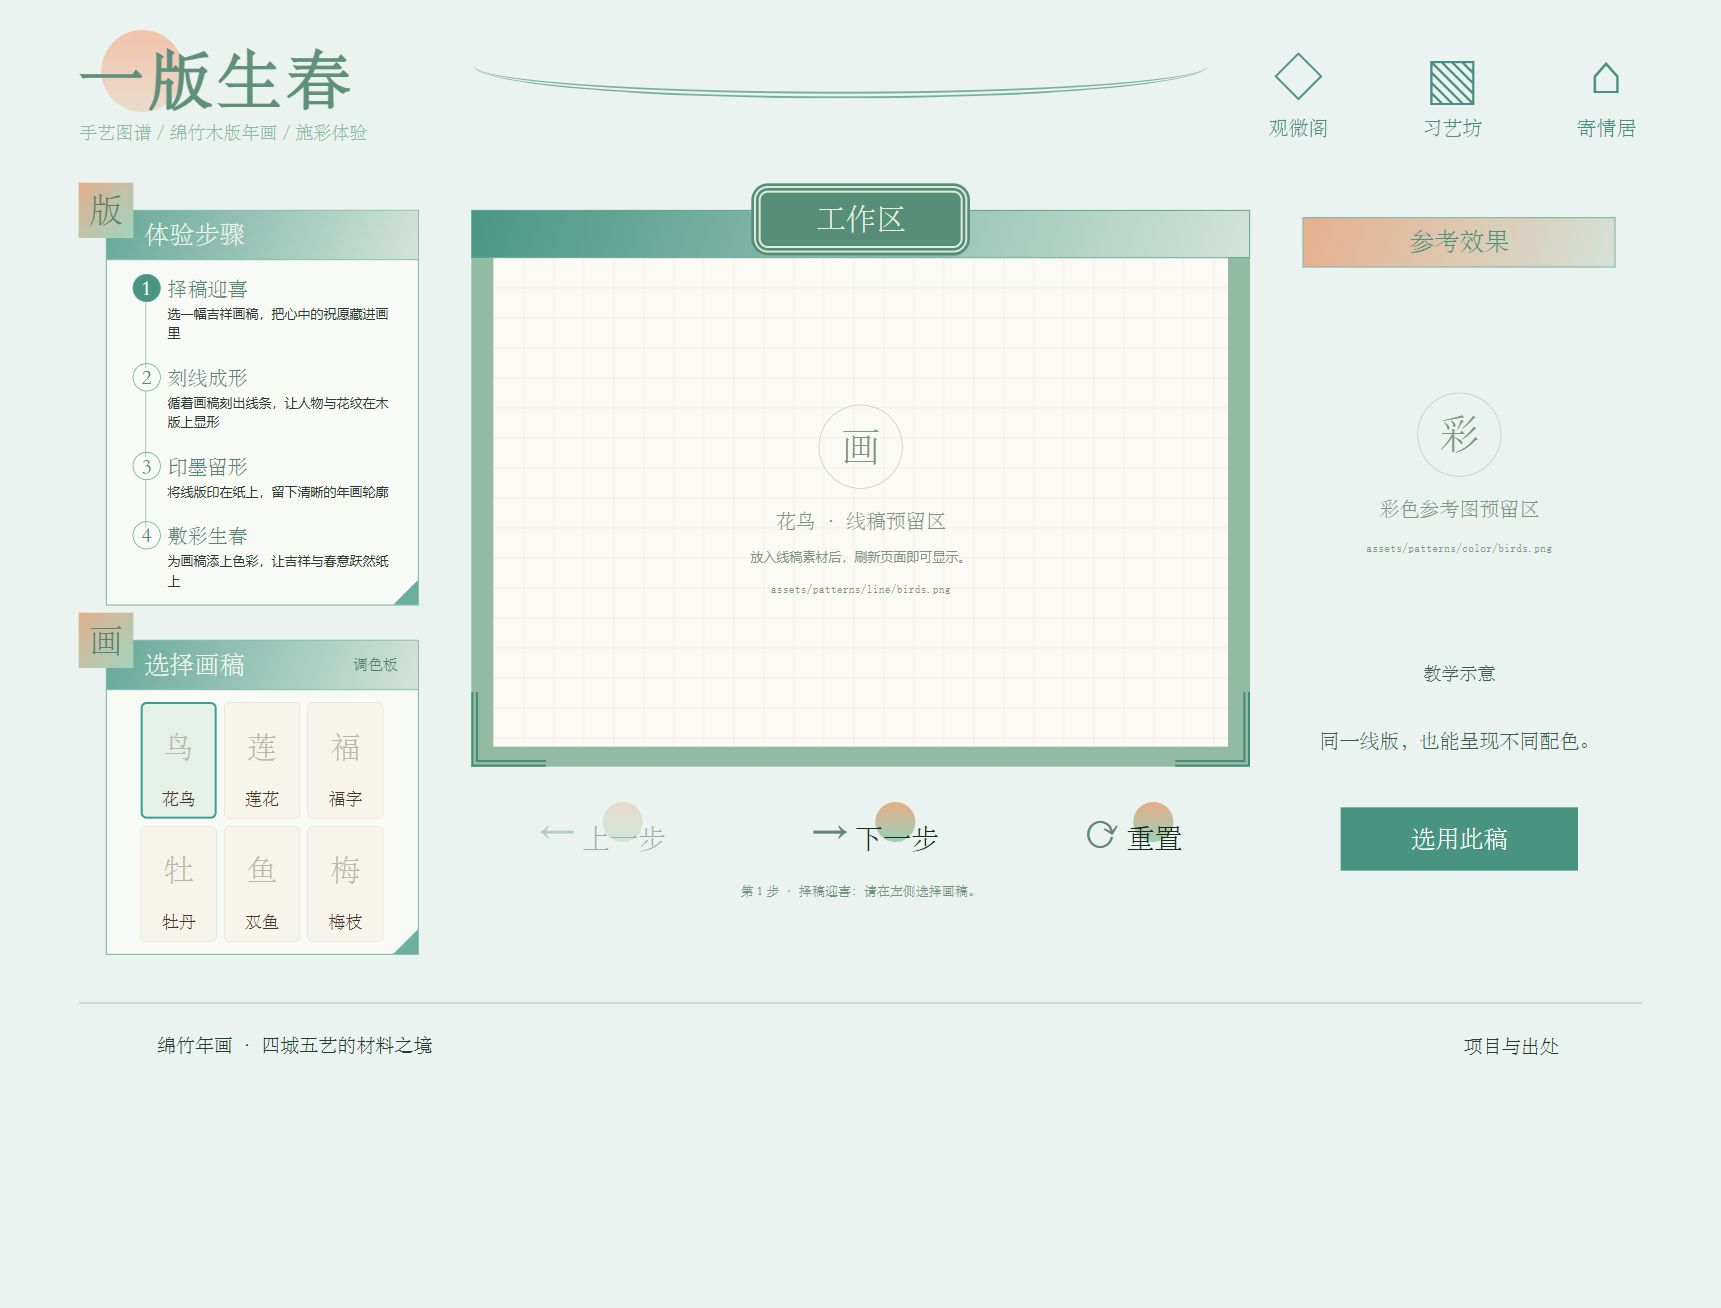 一版生春
手艺图谱 / 绵竹木版年画 / 施彩体验
观微阁
习艺坊
寄情居
版
体验步骤
1 择稿迎喜
选一幅吉祥画稿，把心中的祝愿藏进画
里
2 刻线成形
循着画稿刻出线条，让人物与花纹在木
版上显形
3 印墨留形
将线版印在纸上，留下清晰的年画轮廓
4 敷彩生春
为画稿添上色彩，让吉祥与春意跃然纸
上
画
选择画稿
调色板
鸟
花鸟
莲
莲花
福
福字
牡
牡丹
鱼
双鱼
梅
梅枝
工作区
画
花鸟 · 线稿预留区
放入线稿素材后，刷新页面即可显示。
assets/patterns/line/birds.png
← 上一步
→ 下一步
⟳ 重置
第 1 步 · 择稿迎喜：请在左侧选择画稿。
参考效果
彩
彩色参考图预留区
assets/patterns/color/birds.png
教学示意
同一线版，也能呈现不同配色。
选用此稿
绵竹年画 · 四城五艺的材料之境
项目与出处